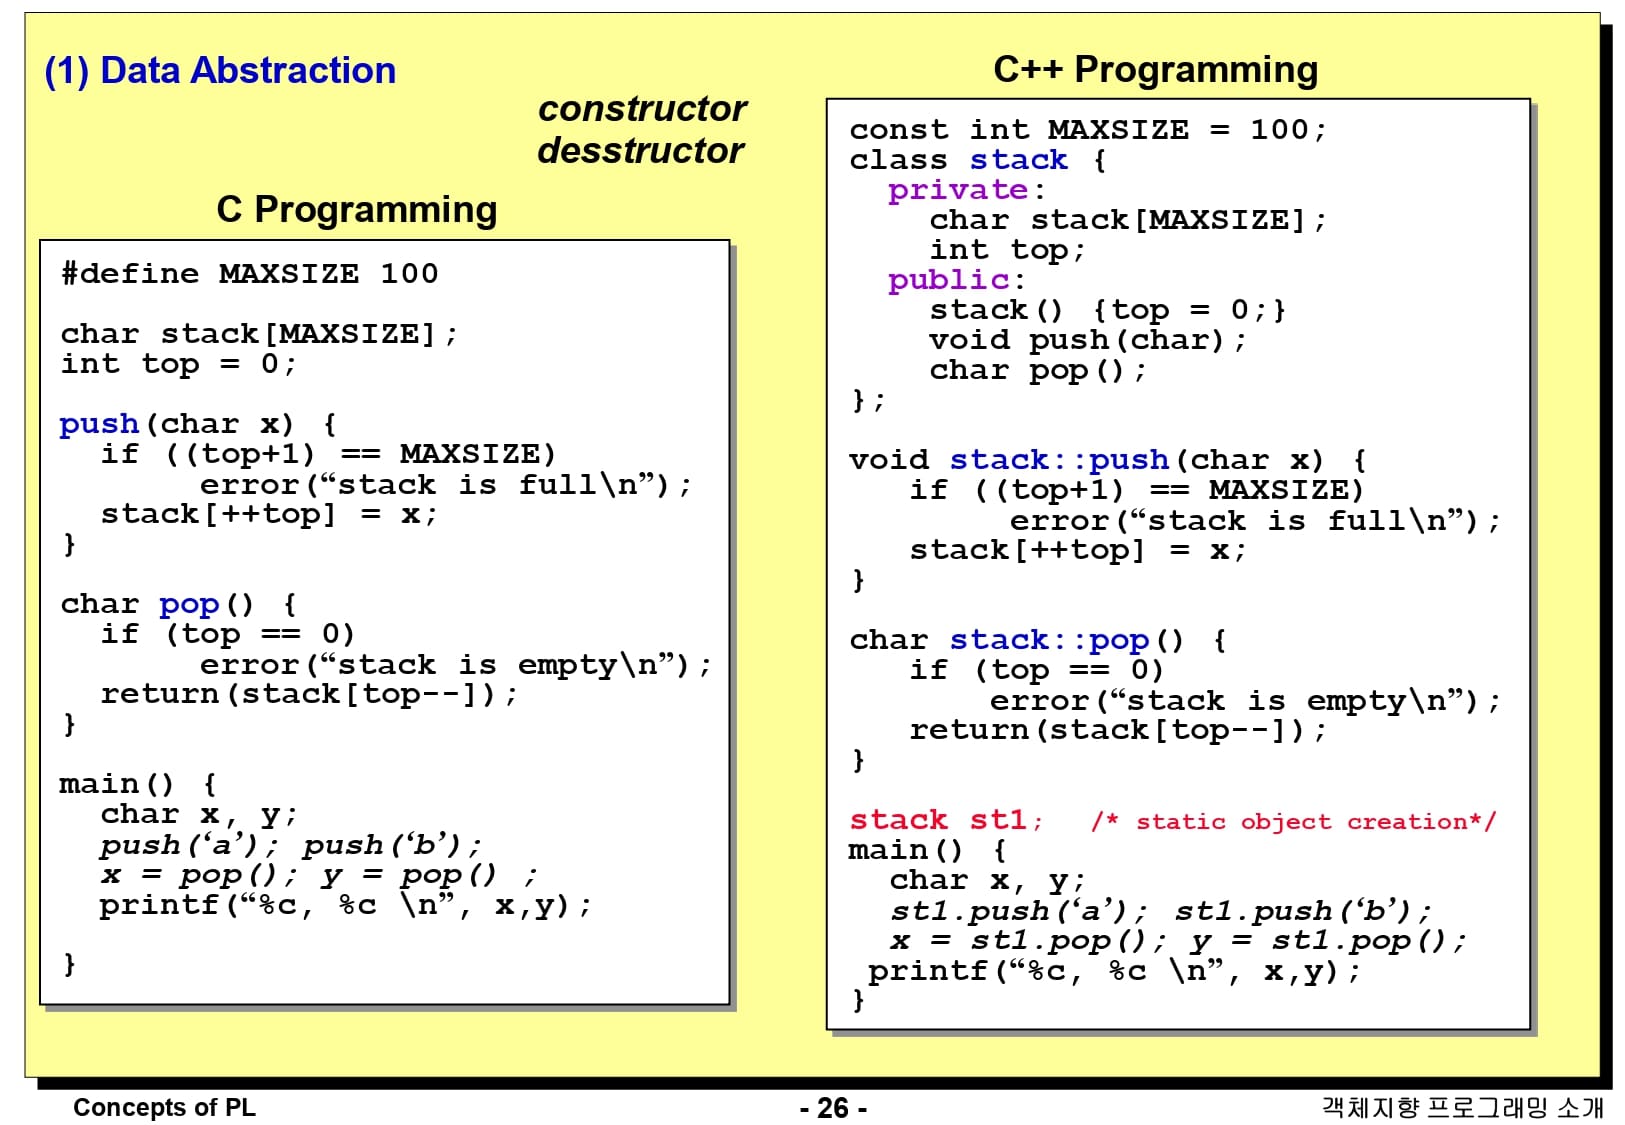 (1) Data Abstraction
constructor
desstructor
C Programming
#define MAXSIZE 100
char stack[MAXSIZE];
int top = 0;
push(char x) {
if ((top+1) == MAXSIZE)
error(“stack is full\n”);
stack[++top] = x;
}
char pop() {
if (top == 0)
error(“stack is empty\n”);
return(stack[top--]);
}
main() {
char x, y;
push(‘a’); push(‘b’);
x = pop(); y = pop() ;
printf(“%c, %c \n”, x,y);
}
C++ Programming
const int MAXSIZE = 100;
class stack {
private:
char stack[MAXSIZE];
int top;
public:
stack() {top = 0;}
void push(char);
char pop();
};
void stack::push(char x) {
if ((top+1) == MAXSIZE)
error(“stack is full\n”);
stack[++top] = x;
}
char stack::pop() {
if (top == 0)
error(“stack is empty\n”);
return(stack[top--]);
}
stack st1; /* static object creation*/
main() {
char x, y;
st1.push(‘a’); st1.push(‘b’);
x = st1.pop(); y = st1.pop();
printf(“%c, %c \n”, x,y);
}
Concepts of PL
- 26 -
객체지향 프로그래밍 소개